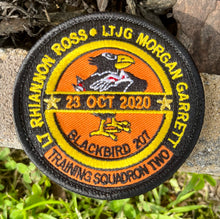 LT RHIANNON ROSS • LTJG MORGAN GARRETT
23 OCT 2020
BLACKBIRD 207
TRAINING SQUADRON TWO